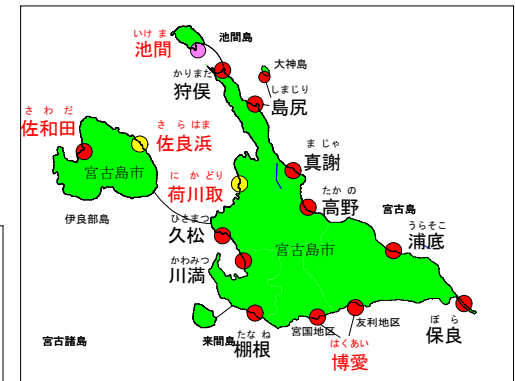 いけま
池間
池間島
大神島
かりまた
狩俣
しまじり
島尻
さわだ
佐和田
さらはま
佐良浜
まじゃ
真謝
宮古島市
にかどり
荷川取
たかの
高野
宮古島
伊良部島
ひさまつ
久松
うらそこ
浦底
宮古島市
かわみつ
川満
たなね
棚根
宮国地区
友利地区
はくあい
博愛
ぼら
保良
宮古諸島
来間島